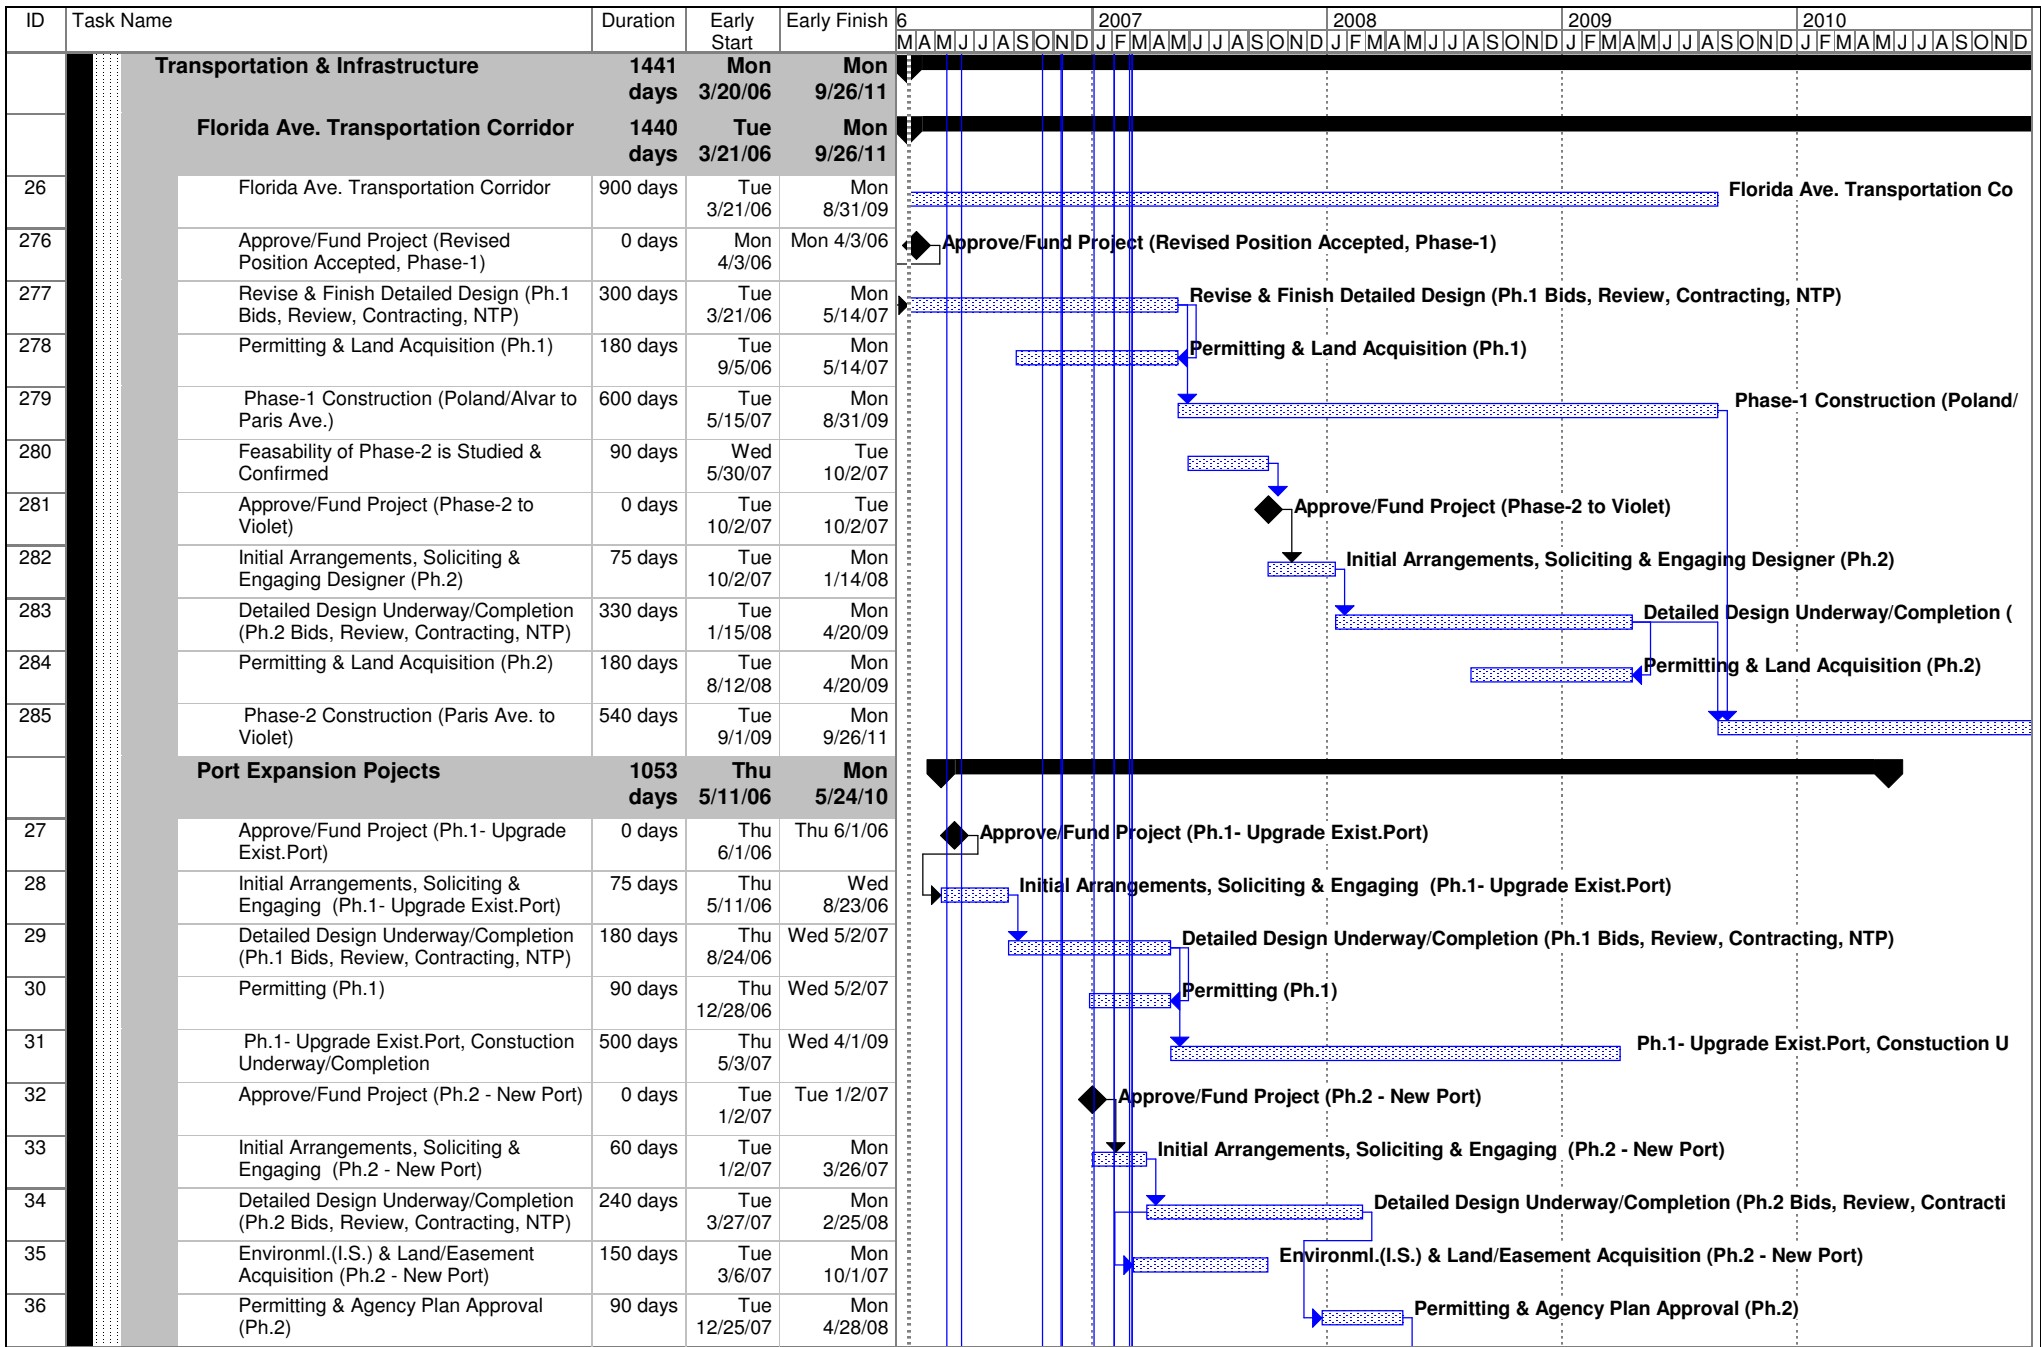 ID Task Name Duration Early Start Early Finish 6 2007 2008 2009 2010
M A M J J A S O N D J F M A M J J A S O N D J F M A M J J A S O N D J F M A M J J A S O N D J F M A M J J A S O N D
Transportation & Infrastructure 1441 Mon Mon
days 3/20/06 9/26/11
Florida Ave. Transportation Corridor 1440 Tue Mon
days 3/21/06 9/26/11
26 Florida Ave. Transportation Corridor 900 days Tue Mon Florida Ave. Transportation Co
3/21/06 8/31/09
276 Approve/Fund Project (Revised 0 days Mon Mon 4/3/06 Approve/Fund Project (Revised Position Accepted, Phase-1)
Position Accepted, Phase-1) 4/3/06
277 Revise & Finish Detailed Design (Ph.1 300 days Tue Mon Revise & Finish Detailed Design (Ph.1 Bids, Review, Contracting, NTP)
Bids, Review, Contracting, NTP) 3/21/06 5/14/07
278 Permitting & Land Acquisition (Ph.1) 180 days Tue Mon Permitting & Land Acquisition (Ph.1)
9/5/06 5/14/07
279 Phase-1 Construction (Poland/Alvar to 600 days Tue Mon Phase-1 Construction (Poland/
Paris Ave.) 5/15/07 8/31/09
280 Feasability of Phase-2 is Studied & 90 days Wed Tue
Confirmed 5/30/07 10/2/07
281 Approve/Fund Project (Phase-2 to 0 days Tue Tue Approve/Fund Project (Phase-2 to Violet)
Violet) 10/2/07 10/2/07
282 Initial Arrangements, Soliciting & 75 days Tue Mon Initial Arrangements, Soliciting & Engaging Designer (Ph.2)
Engaging Designer (Ph.2) 10/2/07 1/14/08
283 Detailed Design Underway/Completion 330 days Tue Mon Detailed Design Underway/Completion (
(Ph.2 Bids, Review, Contracting, NTP) 1/15/08 4/20/09
284 Permitting & Land Acquisition (Ph.2) 180 days Tue Mon Permitting & Land Acquisition (Ph.2)
8/12/08 4/20/09
285 Phase-2 Construction (Paris Ave. to 540 days Tue Mon
Violet) 9/1/09 9/26/11
Port Expansion Pojects 1053 Thu Mon
days 5/11/06 5/24/10
27 Approve/Fund Project (Ph.1- Upgrade 0 days Thu Thu 6/1/06 Approve/Fund Project (Ph.1- Upgrade Exist.Port)
Exist.Port) 6/1/06
28 Initial Arrangements, Soliciting & 75 days Thu Wed Initial Arrangements, Soliciting & Engaging (Ph.1- Upgrade Exist.Port)
Engaging (Ph.1- Upgrade Exist.Port) 5/11/06 8/23/06
29 Detailed Design Underway/Completion 180 days Thu Wed 5/2/07 Detailed Design Underway/Completion (Ph.1 Bids, Review, Contracting, NTP)
(Ph.1 Bids, Review, Contracting, NTP) 8/24/06
30 Permitting (Ph.1) 90 days Thu Wed 5/2/07 Permitting (Ph.1)
12/28/06
31 Ph.1- Upgrade Exist.Port, Constuction 500 days Thu Wed 4/1/09 Ph.1- Upgrade Exist.Port, Constuction U
Underway/Completion 5/3/07
32 Approve/Fund Project (Ph.2 - New Port) 0 days Tue Tue 1/2/07 Approve/Fund Project (Ph.2 - New Port)
1/2/07
33 Initial Arrangements, Soliciting & 60 days Tue Mon Initial Arrangements, Soliciting & Engaging (Ph.2 - New Port)
Engaging (Ph.2 - New Port) 1/2/07 3/26/07
34 Detailed Design Underway/Completion 240 days Tue Mon Detailed Design Underway/Completion (Ph.2 Bids, Review, Contracti
(Ph.2 Bids, Review, Contracting, NTP) 3/27/07 2/25/08
35 Environml.(I.S.) & Land/Easement 150 days Tue Mon Environml.(I.S.) & Land/Easement Acquisition (Ph.2 - New Port)
Acquisition (Ph.2 - New Port) 3/6/07 10/1/07
36 Permitting & Agency Plan Approval 90 days Tue Mon Permitting & Agency Plan Approval (Ph.2)
(Ph.2) 12/25/07 4/28/08